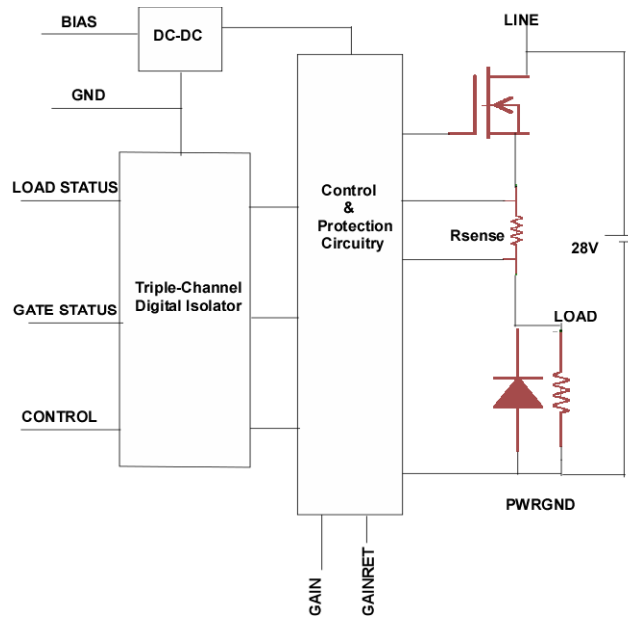 BIAS
DC-DC
LINE
GND
LOAD STATUS
Control
&
Protection
Circuitry
Rsense
28V
Triple-Channel
Digital Isolator
GATE STATUS
LOAD
CONTROL
PWRGND
GAIN
GAINRET